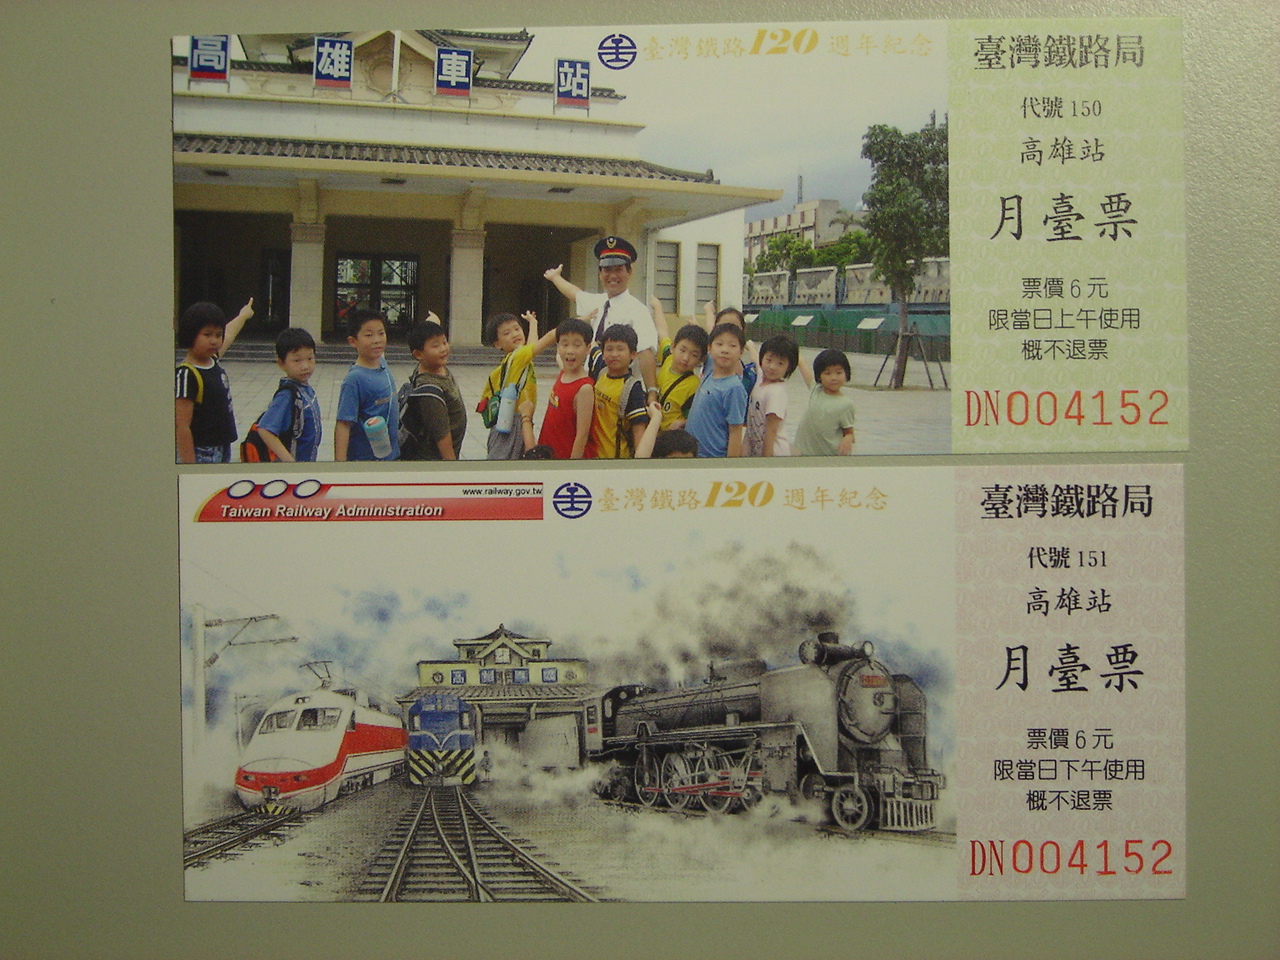 高雄車站
臺灣鐵路120週年紀念
臺灣鐵路局
代號 150
高雄站
月臺票
票價 6 元
限當日上午使用
概不退票
DN004152
www.railway.gov.tw
Taiwan Railway Administration
臺灣鐵路120週年紀念
臺灣鐵路局
代號 151
高雄站
月臺票
票價 6 元
限當日下午使用
概不退票
DN004152